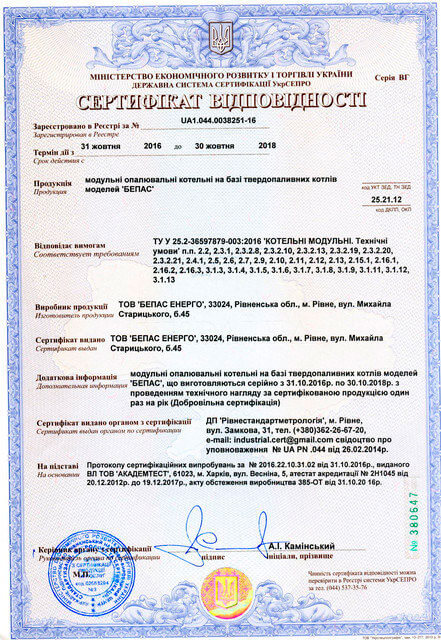 МІНІСТЕРСТВО ЕКОНОМІЧНОГО РОЗВИТКУ І ТОРГІВЛІ УКРАЇНИ
Серія ВГ
ДЕРЖАВНА СИСТЕМА СЕРТИФІКАЦІЇ УкрСЕПРО
СЕРТИФІКАТ ВІДПОВІДНОСТІ
Зареєстровано в Реєстрі за № UA1.044.0038251-16
Зарегистрирован в Реестре
Термін дії з 31 жовтня 2016 до 30 жовтня 2018
Срок действия с
Продукція модульні опалювальні котельні на базі твердопаливних котлів
Продукция моделей 'БЕПАС'
код УКТ ЗЕД, ТН ЗЕД
25.21.12
код ДКПП, ОКП
Відповідає вимогам ТУ У 25.2-36597879-003:2016 'КОТЕЛЬНІ МОДУЛЬНІ. Технічні
Соответствует требованиям умови' п.п. 2.2, 2.3.1, 2.3.2.8, 2.3.2.10, 2.3.2.13, 2.3.2.19, 2.3.2.20,
2.3.2.21, 2.4.1, 2.5, 2.6, 2.7, 2.9, 2.10, 2.11, 2.12, 2.13, 2.15.1, 2.16.1,
2.16.2, 2.16.3, 3.1.3, 3.1.4, 3.1.5, 3.1.6, 3.1.7, 3.1.8, 3.1.9, 3.1.11, 3.1.12,
3.1.13
Виробник продукції ТОВ 'БЕПАС ЕНЕРГО', 33024, Рівненська обл., м. Рівне, вул. Михайла
Изготовитель продукции Старицького, б.45
Сертифікат видано ТОВ 'БЕПАС ЕНЕРГО', 33024, Рівненська обл., м. Рівне, вул. Михайла
Сертификат выдан Старицького, б.45
Додаткова інформація модульні опалювальні котельні на базі твердопаливних котлів моделей
Дополнительная информация 'БЕПАС', що виготовляються серійно з 31.10.2016р. по 30.10.2018р. з
проведенням технічного нагляду за сертифікованою продукцією один
раз на рік (Добровільна сертифікація)
Сертифікат видано органом з сертифікації ДП 'Рівнестандартметрологія', м. Рівне,
Сертификат выдан органом по сертификации вул. Замкова, 31, тел. (+380)362-26-67-20,
e-mail: industrial.cert@gmail.com свідоцтво про
уповноваження № UA PN .044 від 26.02.2014р.
На підставі Протоколу сертифікаційних випробувань за № 2016.22.10.31.02 від 31.10.2016р., виданого
На основании ВЛ ТОВ 'АКАДЕМТЕСТ', 61023, м. Харків, вул. Весніна, 5, атестат акредитації № 2Н1045 від
20.12.2012р. до 19.12.2017р., акту обстеження виробництва 385-ОТ від 31.10.20 16р.
№ 380647
Керівник органу з сертифікації
Руководитель органа по сертификации
підпис
А.І. Камінський
ініціали, прізвище
М.П.
Чинність сертифіката відповідності можна
перевірити в Реєстрі системи УкрСЕПРО
за тел. (044) 537-35-76